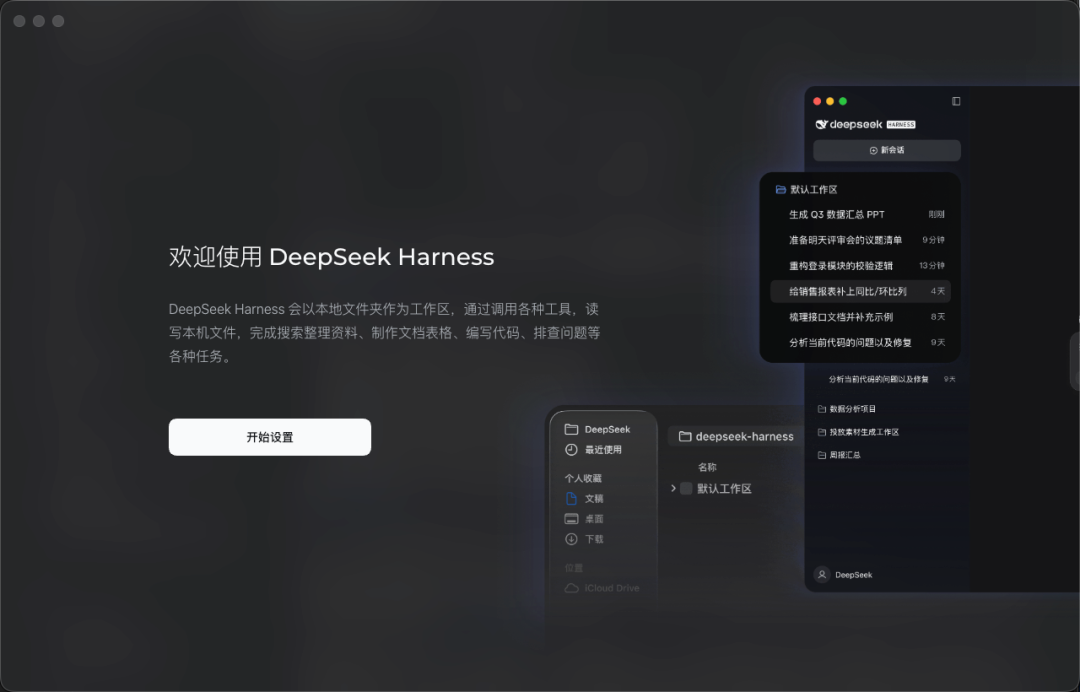 欢迎使用 DeepSeek Harness
DeepSeek Harness 会以本地文件夹作为工作区，通过调用各种工具，读
写本机文件，完成搜索整理资料、制作文档表格、编写代码、排查问题等
各种任务。
开始设置
deepseek HARNESS
新会话
默认工作区
生成 Q3 数据汇总 PPT 刚刚
准备明天评审会的议题清单 9 分钟
重构登录模块的校验逻辑 13 分钟
给销售报表补上同比/环比列 4 天
梳理接口文档并补充示例 8 天
分析当前代码的问题以及修复 9 天
分析当前代码的问题以及修复 9 天
数据分析项目
投放素材生成工作区
周报汇总
DeepSeek
DeepSeek
最近使用
个人收藏
文稿
桌面
下载
位置
iCloud Drive
deepseek-harness
名称
默认工作区